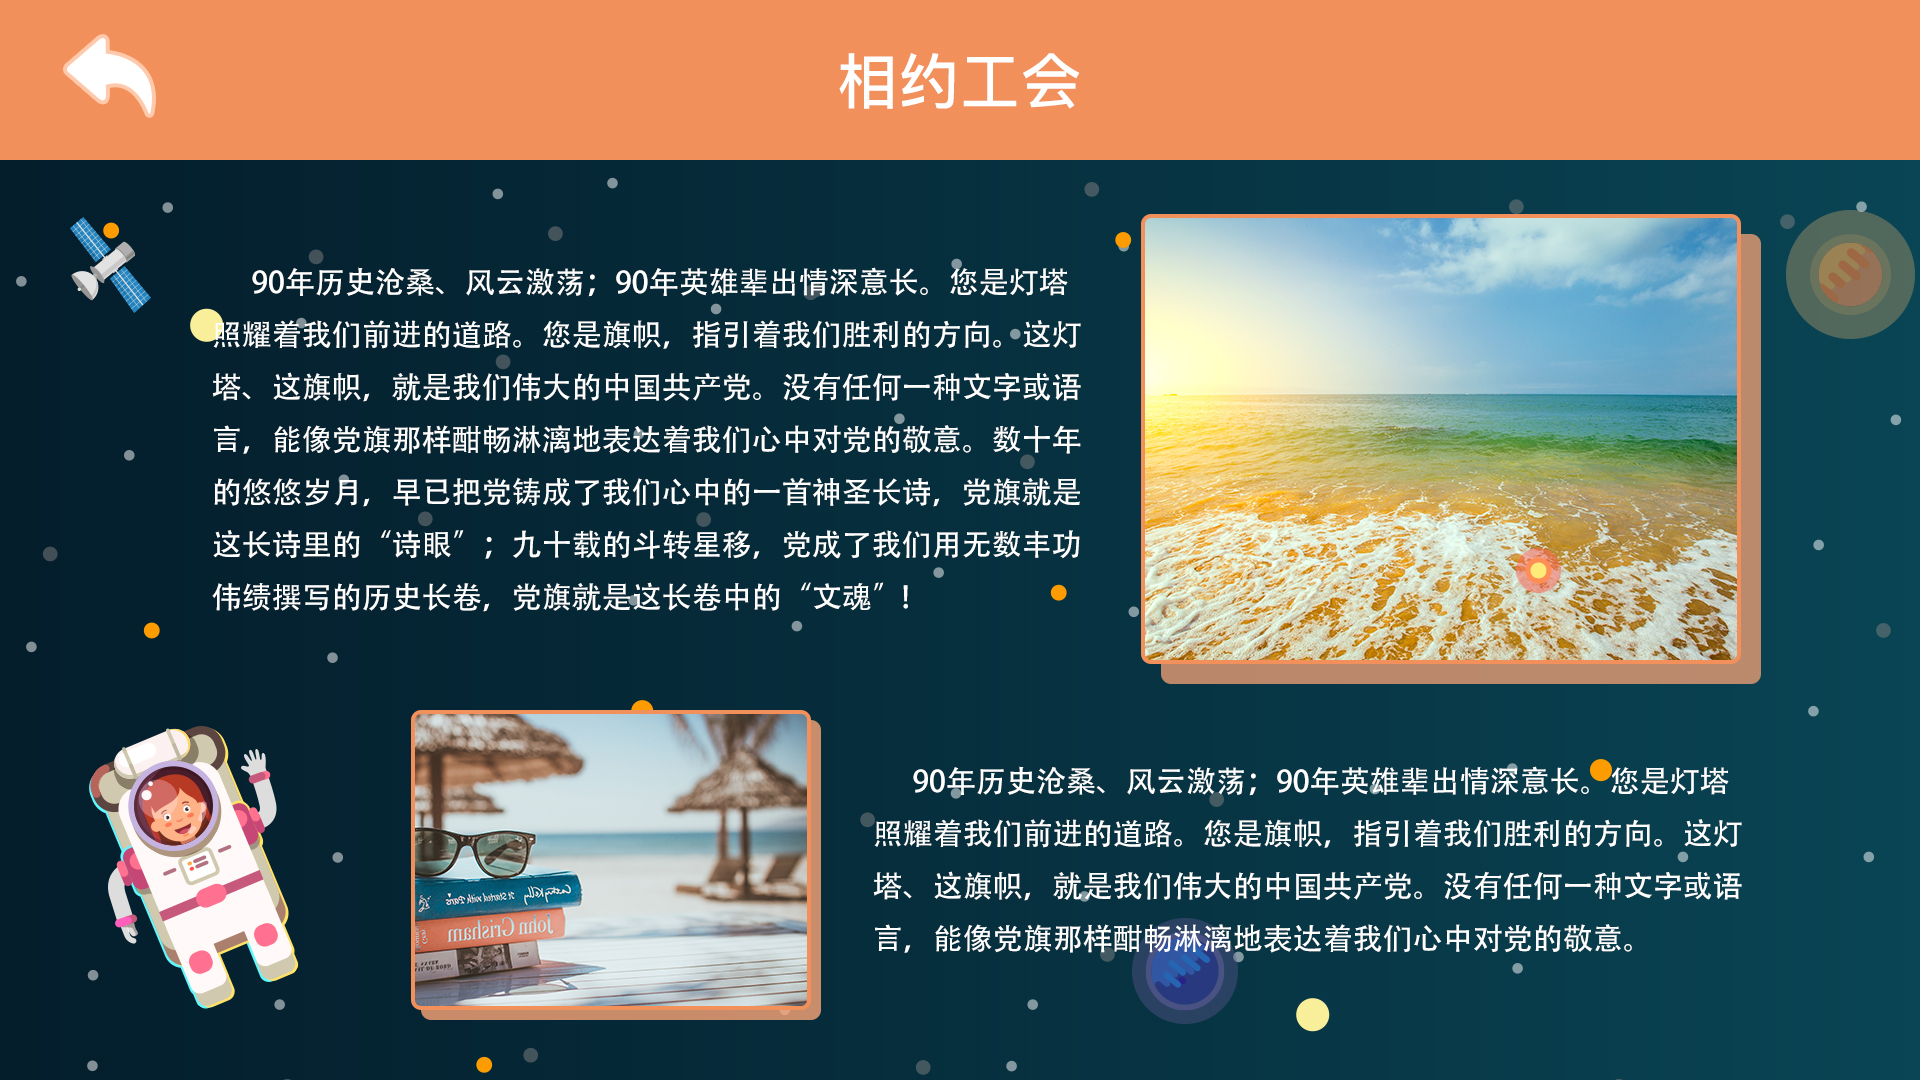 相约工会
90年历史沧桑、风云激荡；90年英雄辈出情深意长。您是灯塔
照耀着我们前进的道路。您是旗帜，指引着我们胜利的方向。这灯
塔、这旗帜，就是我们伟大的中国共产党。没有任何一种文字或语
言，能像党旗那样酣畅淋漓地表达着我们心中对党的敬意。数十年
的悠悠岁月，早已把党铸成了我们心中的一首神圣长诗，党旗就是
这长诗里的“诗眼”；九十载的斗转星移，党成了我们用无数丰功
伟绩撰写的历史长卷，党旗就是这长卷中的“文魂”！
90年历史沧桑、风云激荡；90年英雄辈出情深意长。您是灯塔
照耀着我们前进的道路。您是旗帜，指引着我们胜利的方向。这灯
塔、这旗帜，就是我们伟大的中国共产党。没有任何一种文字或语
言，能像党旗那样酣畅淋漓地表达着我们心中对党的敬意。
John Grisham